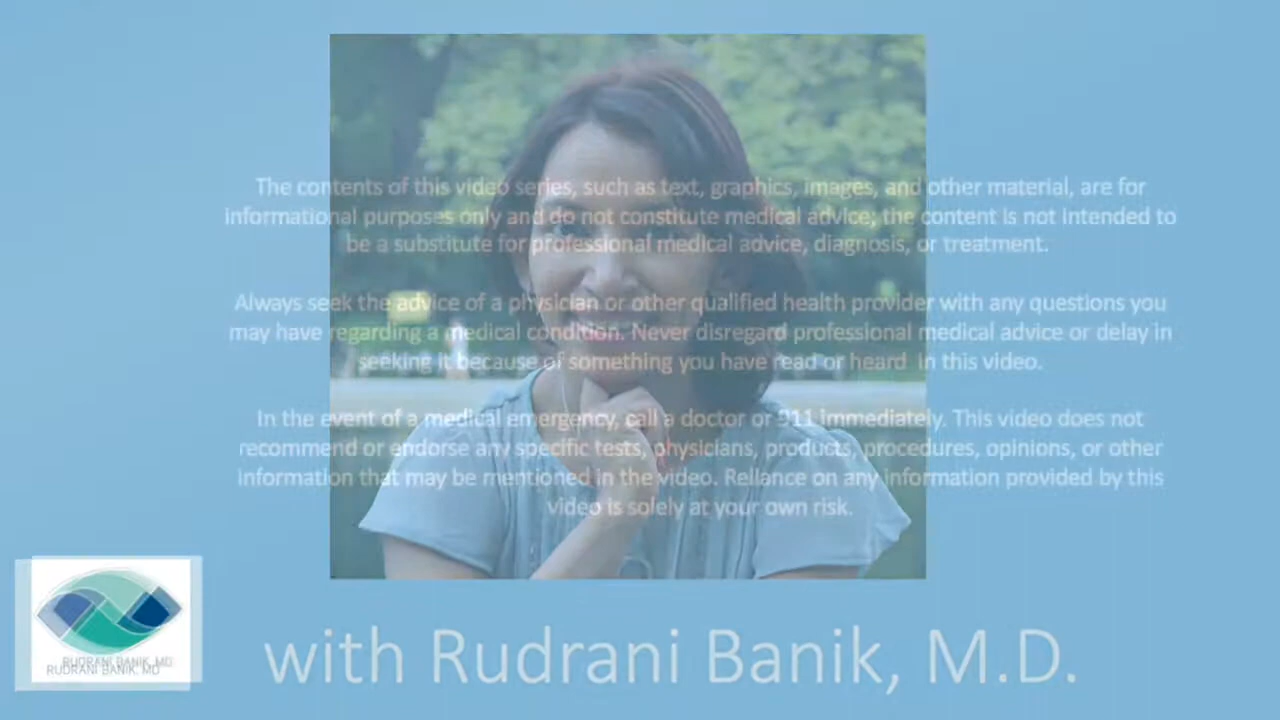 The contents of this video series, such as text, graphics, images, and other material, are for
informational purposes only and do not constitute medical advice; the content is not intended to
be a substitute for professional medical advice, diagnosis, or treatment.
Always seek the advice of a physician or other qualified health provider with any questions you
may have regarding a medical condition. Never disregard professional medical advice or delay in
seeking it because of something you have read or heard in this video.
In the event of a medical emergency, call a doctor or 911 immediately. This video does not
recommend or endorse any specific tests, physicians, products, procedures, opinions, or other
information that may be mentioned in the video. Reliance on any information provided by this
video is solely at your own risk.
RUDRANI BANIK, MD
RUDRANI BANIK, MD
with Rudrani Banik, M.D.